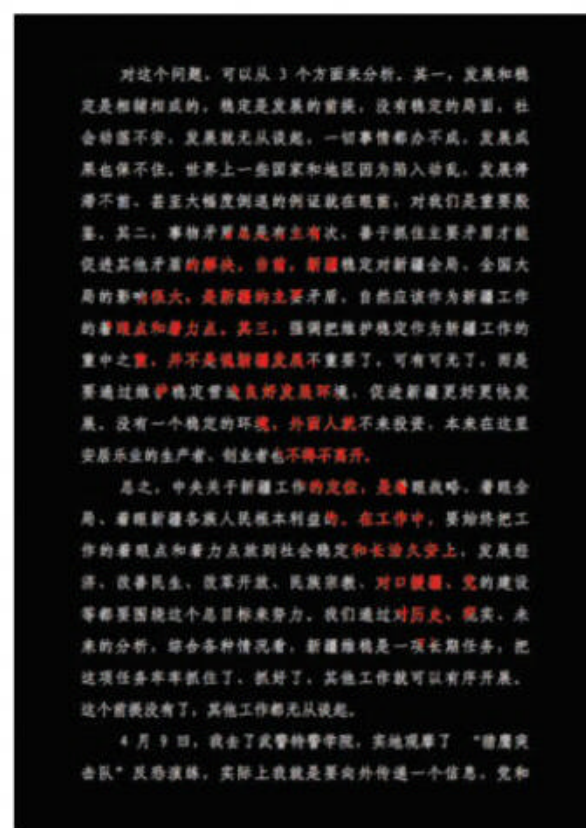 对这个问题，可以从 3 个方面来分析。其一，发展和稳
定是相辅相成的，稳定是发展的前提，没有稳定的局面，社
会动荡不安，发展就无从谈起，一切事情都办不成，发展成
果也保不住。世界上一些国家和地区因为陷入动乱，发展停
滞不前、甚至大幅度倒退的例证就在眼前，对我们是重要殷
鉴。其二，事物矛盾总是有主有次，善于抓住主要矛盾才能
促进其他矛盾的解决。当前，新疆稳定对新疆全局、全国大
局的影响很大，是新疆的主要矛盾，自然应该作为新疆工作
的着眼点和着力点。其三，强调把维护稳定作为新疆工作的
重中之重，并不是说新疆发展不重要了，可有可无了，而是
要通过维护稳定营造良好发展环境，促进新疆更好更快发
展。没有一个稳定的环境，外面人就不来投资，本来在这里
安居乐业的生产者、创业者也不得不离开。
总之，中央关于新疆工作的定位，是着眼战略、着眼全
局、着眼新疆各族人民根本利益的。在工作中，要始终把工
作的着眼点和着力点放到社会稳定和长治久安上，发展经
济、改善民生、改革开放、民族宗教、对口援疆、党的建设
等都要围绕这个总目标来努力。我们通过对历史、现实、未
来的分析，综合各种情况看，新疆维稳是一项长期任务，把
这项任务牢牢抓住了、抓好了，其他工作就可以有序开展。
这个前提没有了，其他工作都无从谈起。
4 月 9 日，我去了武警特警学院，实地观摩了 “猎鹰突
击队”反恐演练，实际上我就是要向外传递一个信息，党和